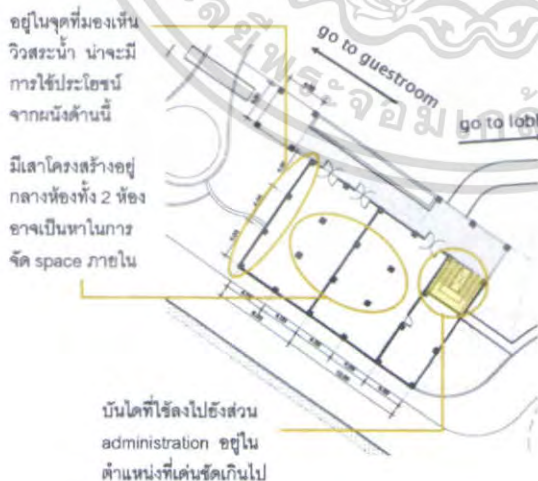 อยู่ในจุดที่มองเห็น
วิวสระน้ำ น่าจะมี
การใช้ประโยชน์
จากผนังด้านนี้
มีเสาโครงสร้างอยู่
กลางห้องทั้ง 2 ห้อง
อาจเป็นหาในการ
จัด space ภายใน
go to guestroom
go to lob
บันไดที่ใช้ลงไปยังส่วน
administration อยู่ใน
ตำแหน่งที่เด่นชัดเกินไป